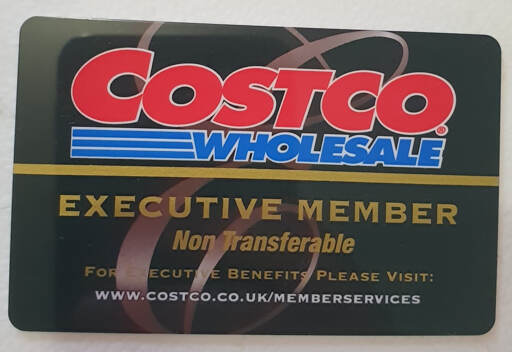 COSTCO®
WHOLESALE
EXECUTIVE MEMBER
Non Transferable
FOR EXECUTIVE BENEFITS PLEASE VISIT:
WWW.COSTCO.CO.UK/MEMBERSERVICES